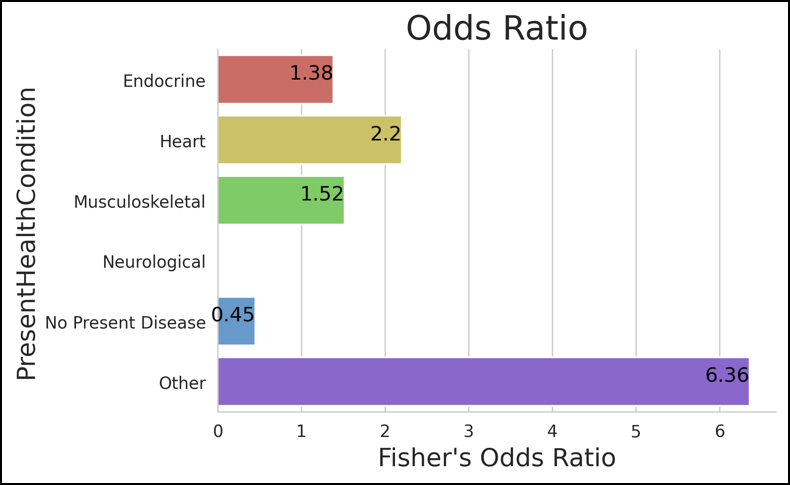 Odds Ratio
PresentHealthCondition
Endocrine 1.38
Heart 2.2
Musculoskeletal 1.52
Neurological
No Present Disease 0.45
Other 6.36
0 1 2 3 4 5 6
Fisher's Odds Ratio